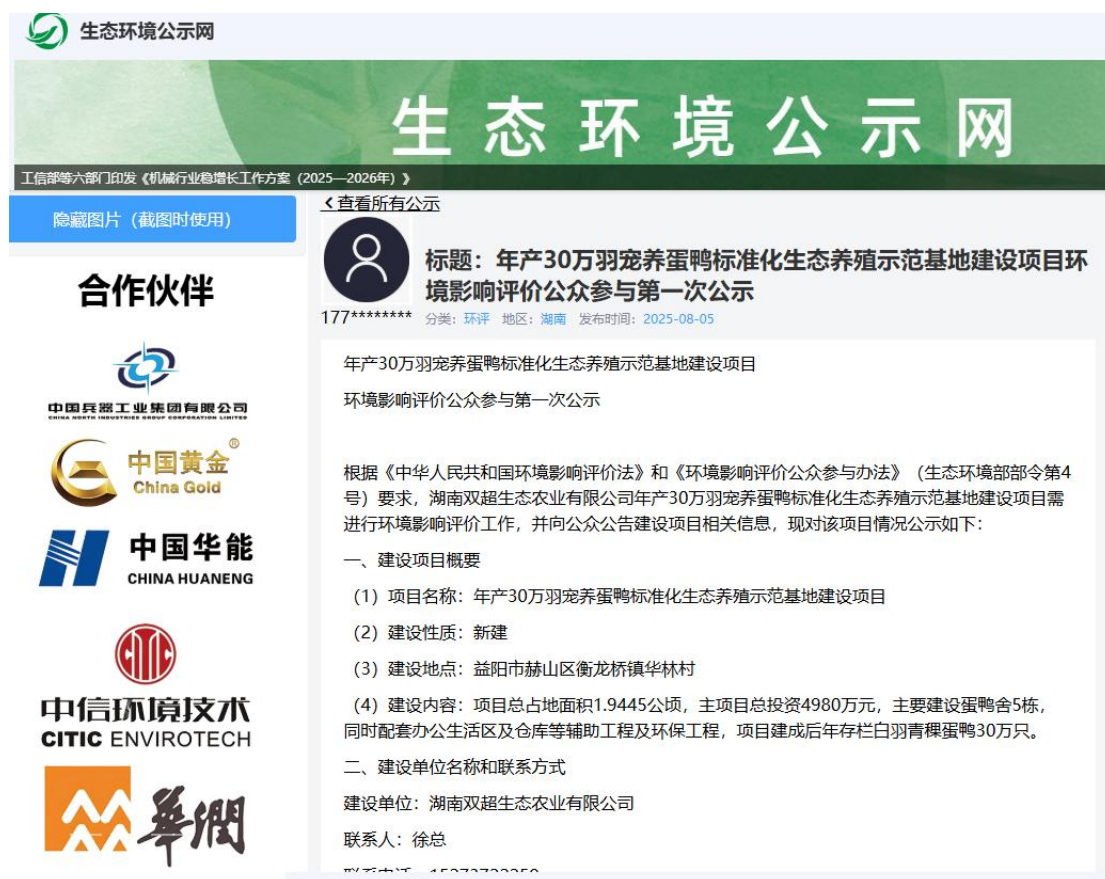 生态环境公示网
生态环境公示网
工信部等六部门印发《机械行业稳增长工作方案（2025—2026年）》
隐藏图片（截图时使用）
合作伙伴
中国兵器工业集团有限公司
CHINA NORTH INDUSTRIES GROUP CORPORATION LIMITED
中国黄金®
China Gold
中国华能
CHINA HUANENG
中信环境技术
CITIC ENVIROTECH
華潤
查看所有公示
标题：年产30万羽宠养蛋鸭标准化生态养殖示范基地建设项目环
境影响评价公众参与第一次公示
177********
分类：环评 地区：湖南 发布时间：2025-08-05
年产30万羽宠养蛋鸭标准化生态养殖示范基地建设项目
环境影响评价公众参与第一次公示
根据《中华人民共和国环境影响评价法》和《环境影响评价公众参与办法》（生态环境部部令第4
号）要求，湖南双超生态农业有限公司年产30万羽宠养蛋鸭标准化生态养殖示范基地建设项目需
进行环境影响评价工作，并向公众公告建设项目相关信息，现对该项目情况公示如下：
一、建设项目概要
（1）项目名称：年产30万羽宠养蛋鸭标准化生态养殖示范基地建设项目
（2）建设性质：新建
（3）建设地点：益阳市赫山区衡龙桥镇华林村
（4）建设内容：项目总占地面积1.9445公顷，主项目总投资4980万元，主要建设蛋鸭舍5栋，
同时配套办公生活区及仓库等辅助工程及环保工程，项目建成后年存栏白羽青稞蛋鸭30万只。
二、建设单位名称和联系方式
建设单位：湖南双超生态农业有限公司
联系人：徐总